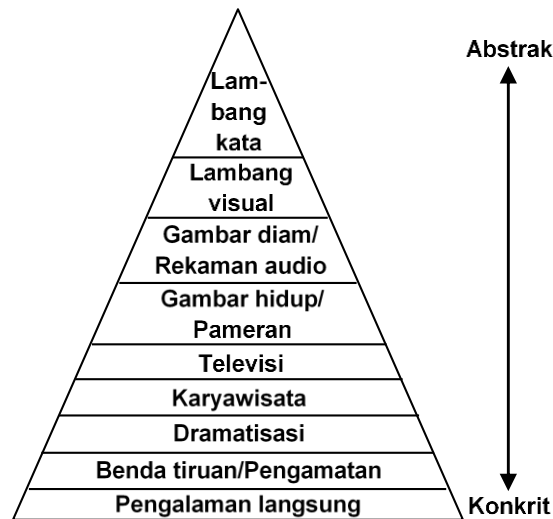 Abstrak
Lam-
bang
kata
Lambang
visual
Gambar diam/
Rekaman audio
Gambar hidup/
Pameran
Televisi
Karyawisata
Dramatisasi
Benda tiruan/Pengamatan
Pengalaman langsung
Konkrit